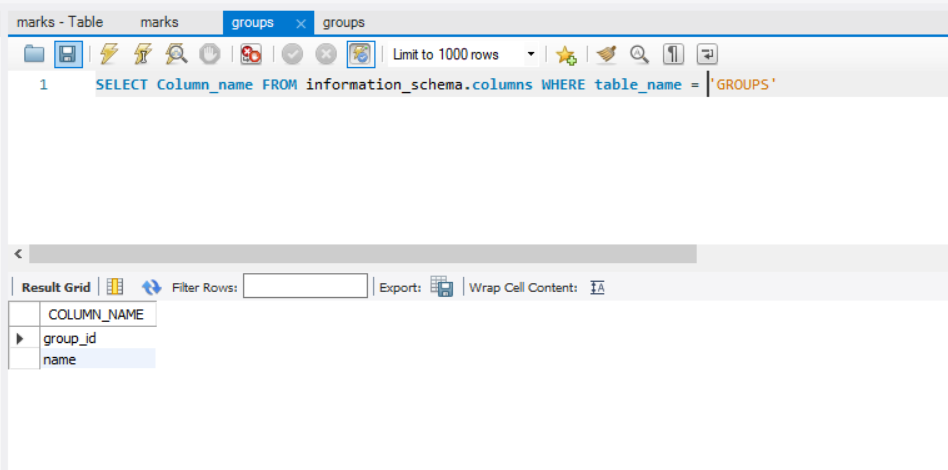 marks - Table marks groups groups
Limit to 1000 rows
1 SELECT Column_name FROM information_schema.columns WHERE table_name = 'GROUPS'
Result Grid Filter Rows: Export: Wrap Cell Content:
COLUMN_NAME
group_id
name